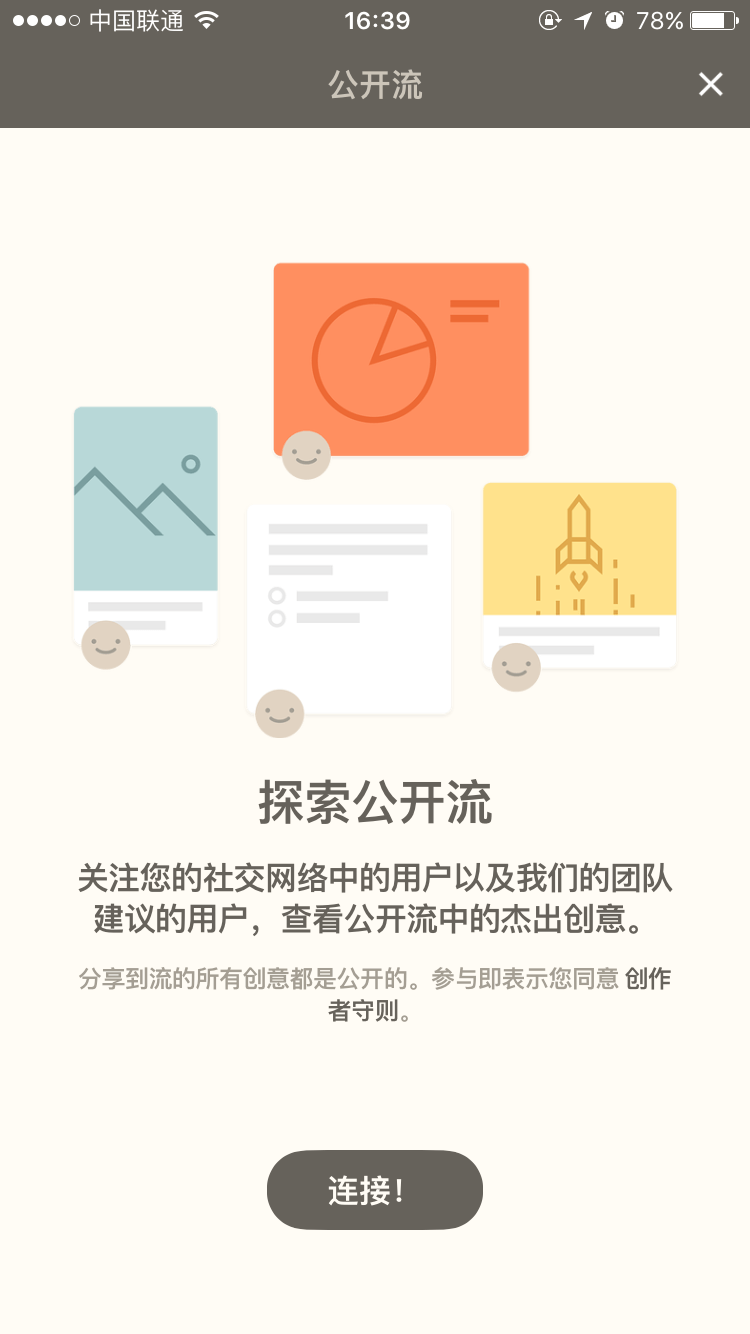 中国联通 16:39 78%
公开流
探索公开流
关注您的社交网络中的用户以及我们的团队
建议的用户，查看公开流中的杰出创意。
分享到流的所有创意都是公开的。参与即表示您同意 创作
者守则。
连接！